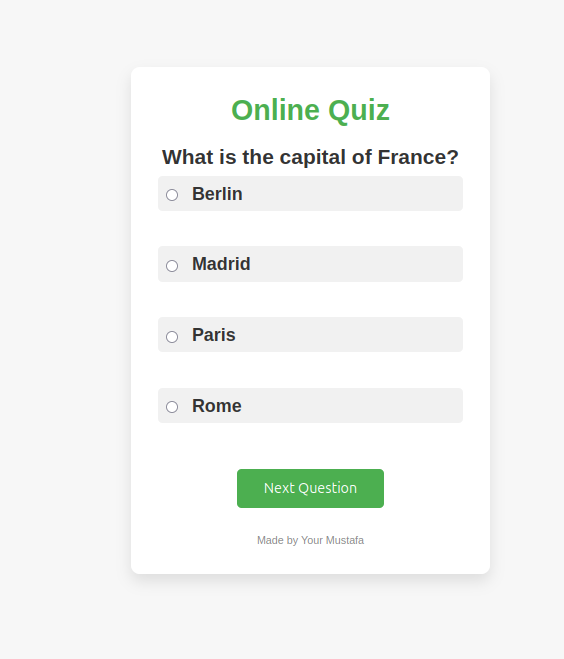 Online Quiz
What is the capital of France?
Berlin
Madrid
Paris
Rome
Next Question
Made by Your Mustafa